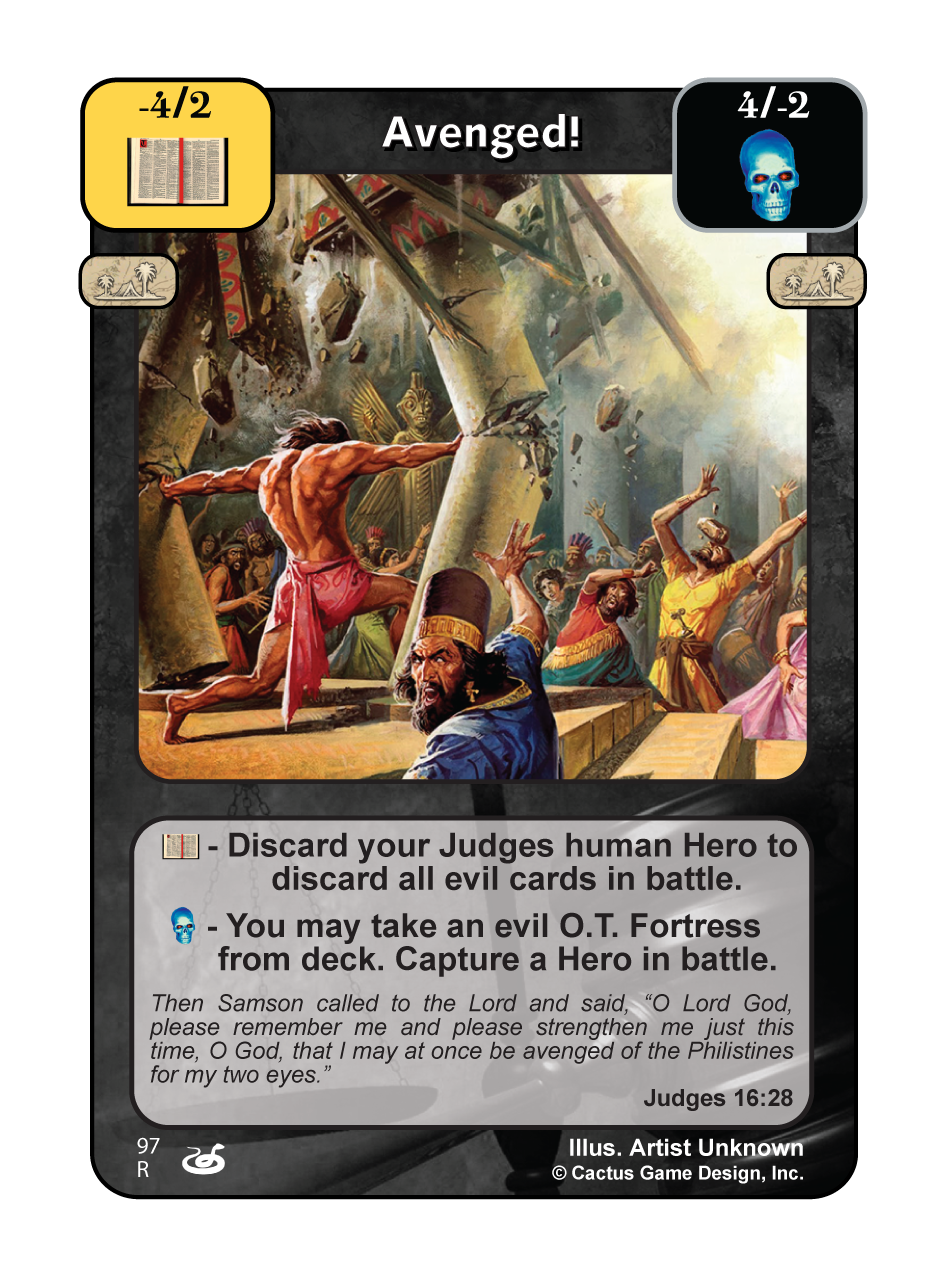 -4/2
Avenged!
4/-2
- Discard your Judges human Hero to
discard all evil cards in battle.
- You may take an evil O.T. Fortress
from deck. Capture a Hero in battle.
Then Samson called to the Lord and said, “O Lord God,
please remember me and please strengthen me just this
time, O God, that I may at once be avenged of the Philistines
for my two eyes.”
Judges 16:28
97
R
Illus. Artist Unknown
© Cactus Game Design, Inc.